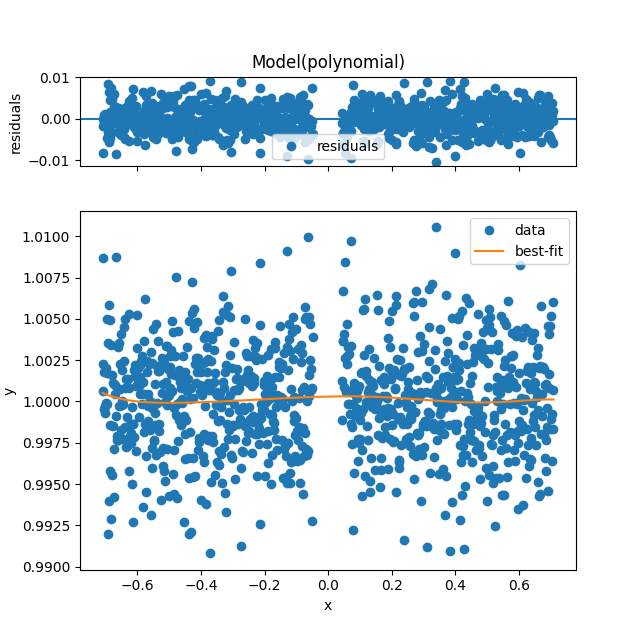 Model(polynomial)
0.01
0.00
−0.01
residuals
residuals
1.0100
1.0075
1.0050
1.0025
1.0000
0.9975
0.9950
0.9925
0.9900
y
data
best-fit
−0.6 −0.4 −0.2 0.0 0.2 0.4 0.6
x